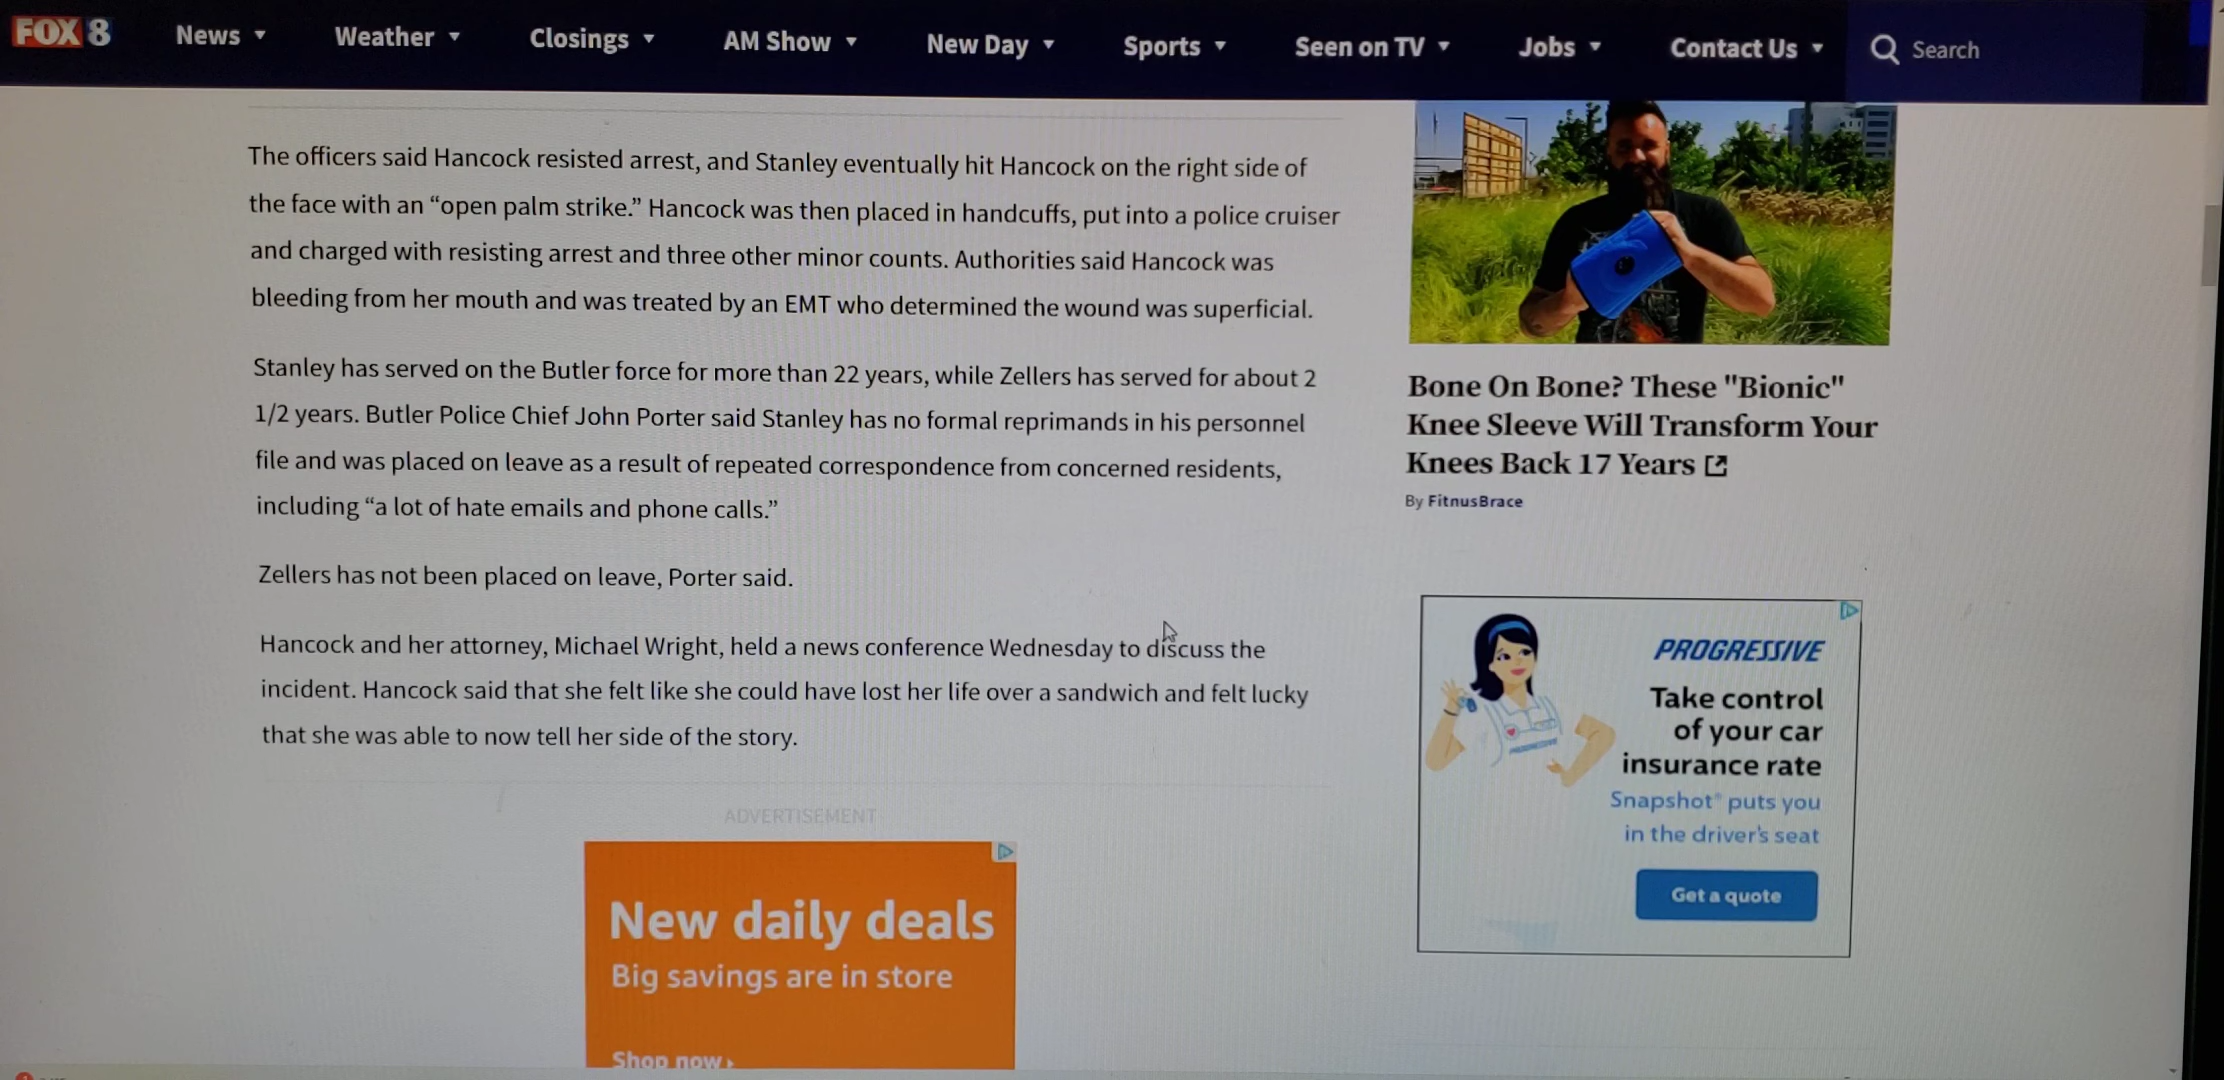 FOX 8
News
Weather
Closings
AM Show
New Day
Sports
Seen on TV
Jobs
Contact Us
Search
The officers said Hancock resisted arrest, and Stanley eventually hit Hancock on the right side of
the face with an “open palm strike.” Hancock was then placed in handcuffs, put into a police cruiser
and charged with resisting arrest and three other minor counts. Authorities said Hancock was
bleeding from her mouth and was treated by an EMT who determined the wound was superficial.
Stanley has served on the Butler force for more than 22 years, while Zellers has served for about 2
1/2 years. Butler Police Chief John Porter said Stanley has no formal reprimands in his personnel
file and was placed on leave as a result of repeated correspondence from concerned residents,
including “a lot of hate emails and phone calls.”
Zellers has not been placed on leave, Porter said.
Hancock and her attorney, Michael Wright, held a news conference Wednesday to discuss the
incident. Hancock said that she felt like she could have lost her life over a sandwich and felt lucky
that she was able to now tell her side of the story.
ADVERTISEMENT
New daily deals
Big savings are in store
Shop now
Bone On Bone? These "Bionic"
Knee Sleeve Will Transform Your
Knees Back 17 Years
By FitnusBrace
PROGRESSIVE
Take control
of your car
insurance rate
Snapshot® puts you
in the driver's seat
Get a quote
PROGRESSIVE